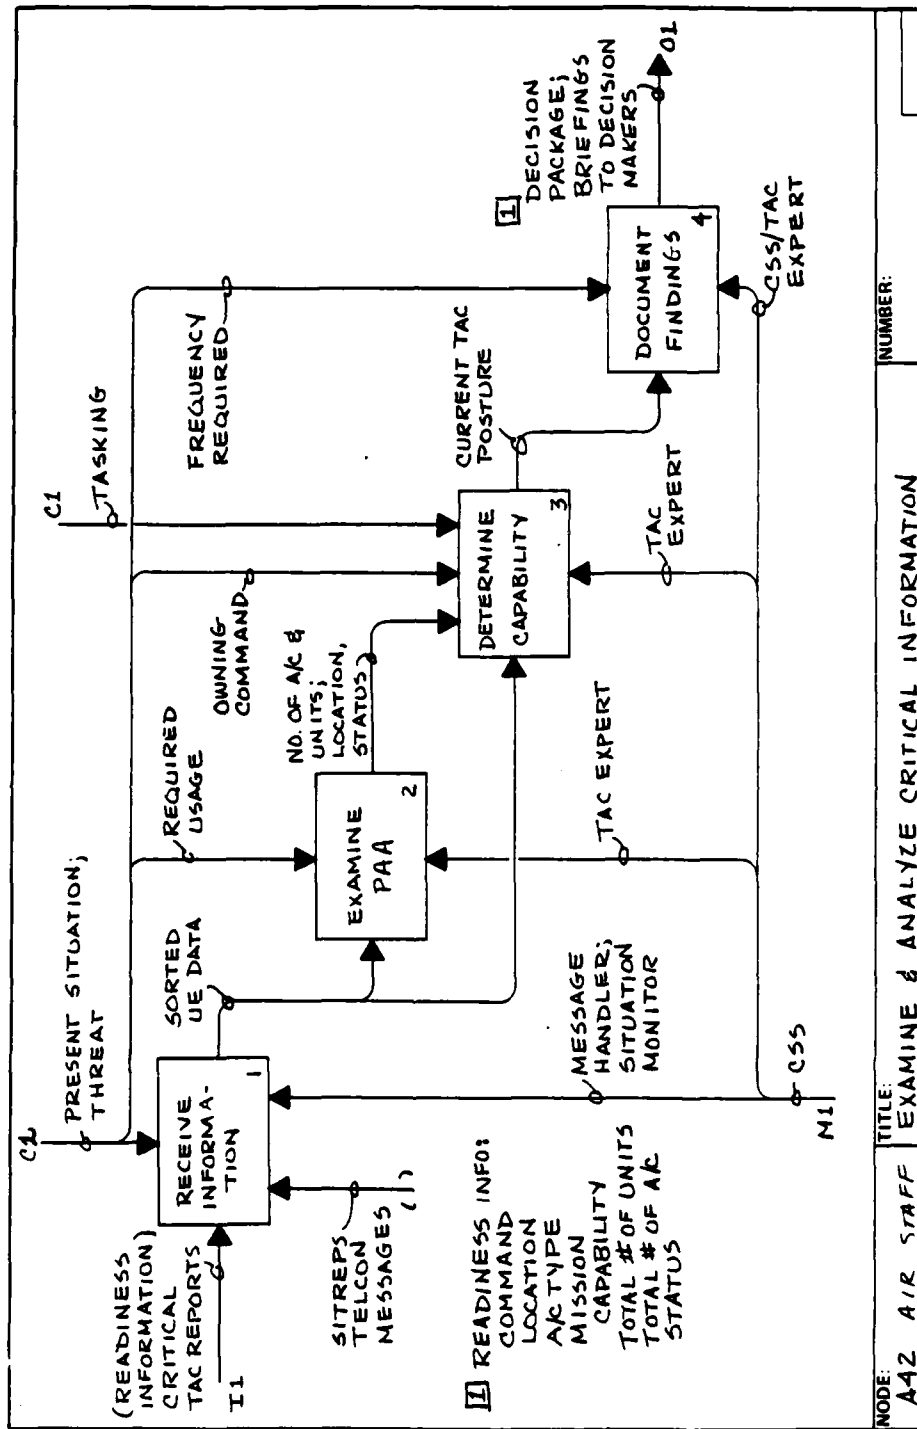 C1
PRESENT SITUATION;
THREAT
C1
TASKING
REQUIRED
USAGE
OWNING
COMMAND
FREQUENCY
REQUIRED
(READINESS
INFORMATION)
CRITICAL
TAC REPORTS
I1
RECEIVE
INFORMA-
TION
1
SORTED
UE DATA
EXAMINE
PAA
2
NO. OF A/C &
UNITS;
LOCATION,
STATUS
DETERMINE
CAPABILITY
3
CURRENT TAC
POSTURE
DOCUMENT
FINDINGS
4
1
DECISION
PACKAGE;
BRIEFINGS
TO DECISION
MAKERS
O1
SITREPS
TELCON
MESSAGES
( )
MESSAGE
HANDLER;
SITUATION
MONITOR
TAC EXPERT
TAC
EXPERT
CSS/TAC
EXPERT
CSS
M1
1 READINESS INFO:
COMMAND
LOCATION
A/C TYPE
MISSION
CAPABILITY
TOTAL # OF UNITS
TOTAL # OF A/C
STATUS
NODE:
A42 AIR STAFF
TITLE:
EXAMINE & ANALYZE CRITICAL INFORMATION
NUMBER: